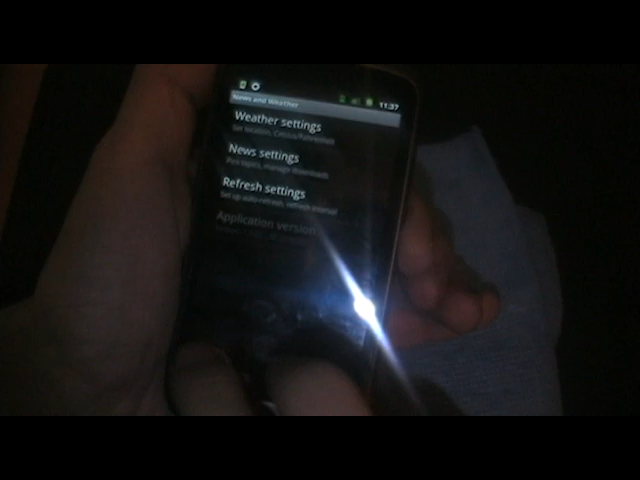 11:37
News and Weather
Weather settings
Set location, Celsius/Fahrenheit
News settings
Pick topics, manage downloads
Refresh settings
Set up auto-refresh, refresh interval
Application version